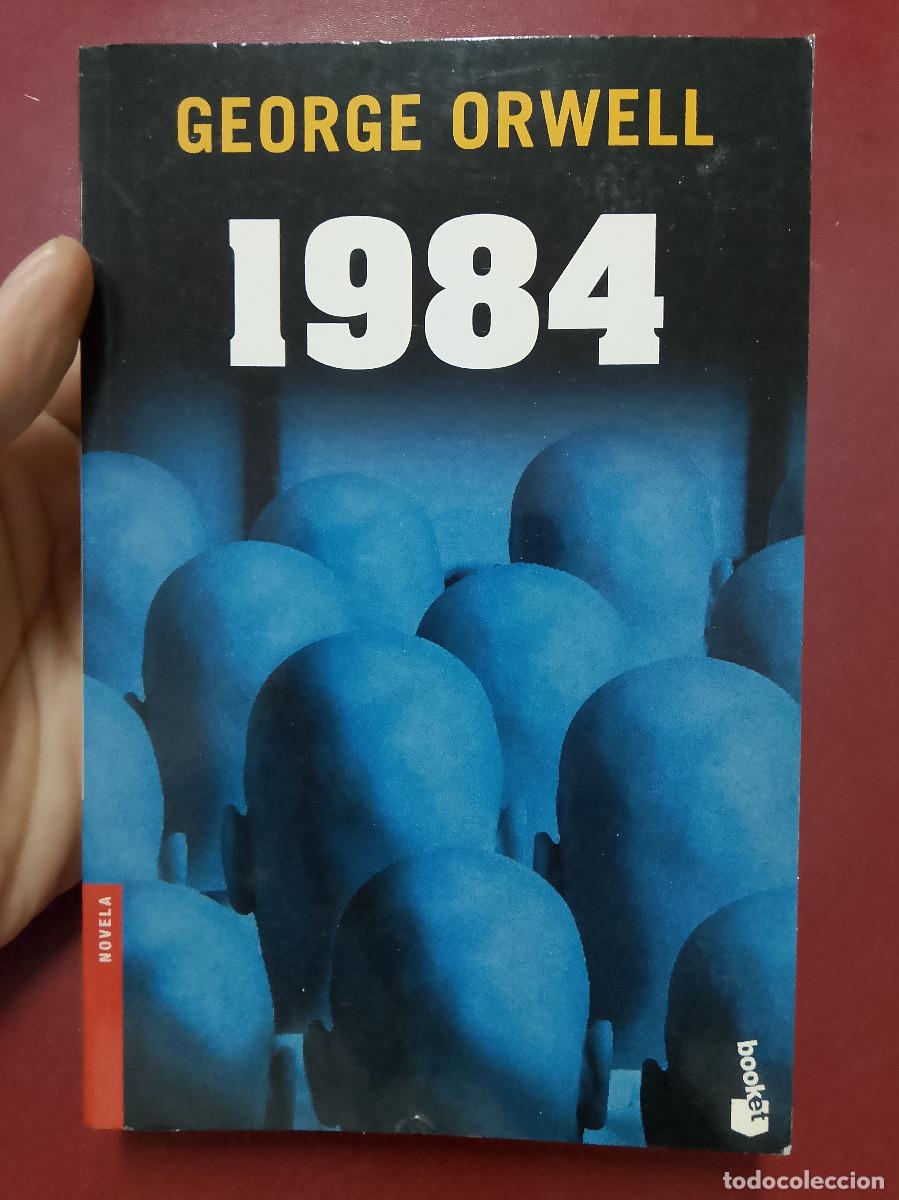 GEORGE ORWELL
1984
NOVELA
booket
todocoleccion